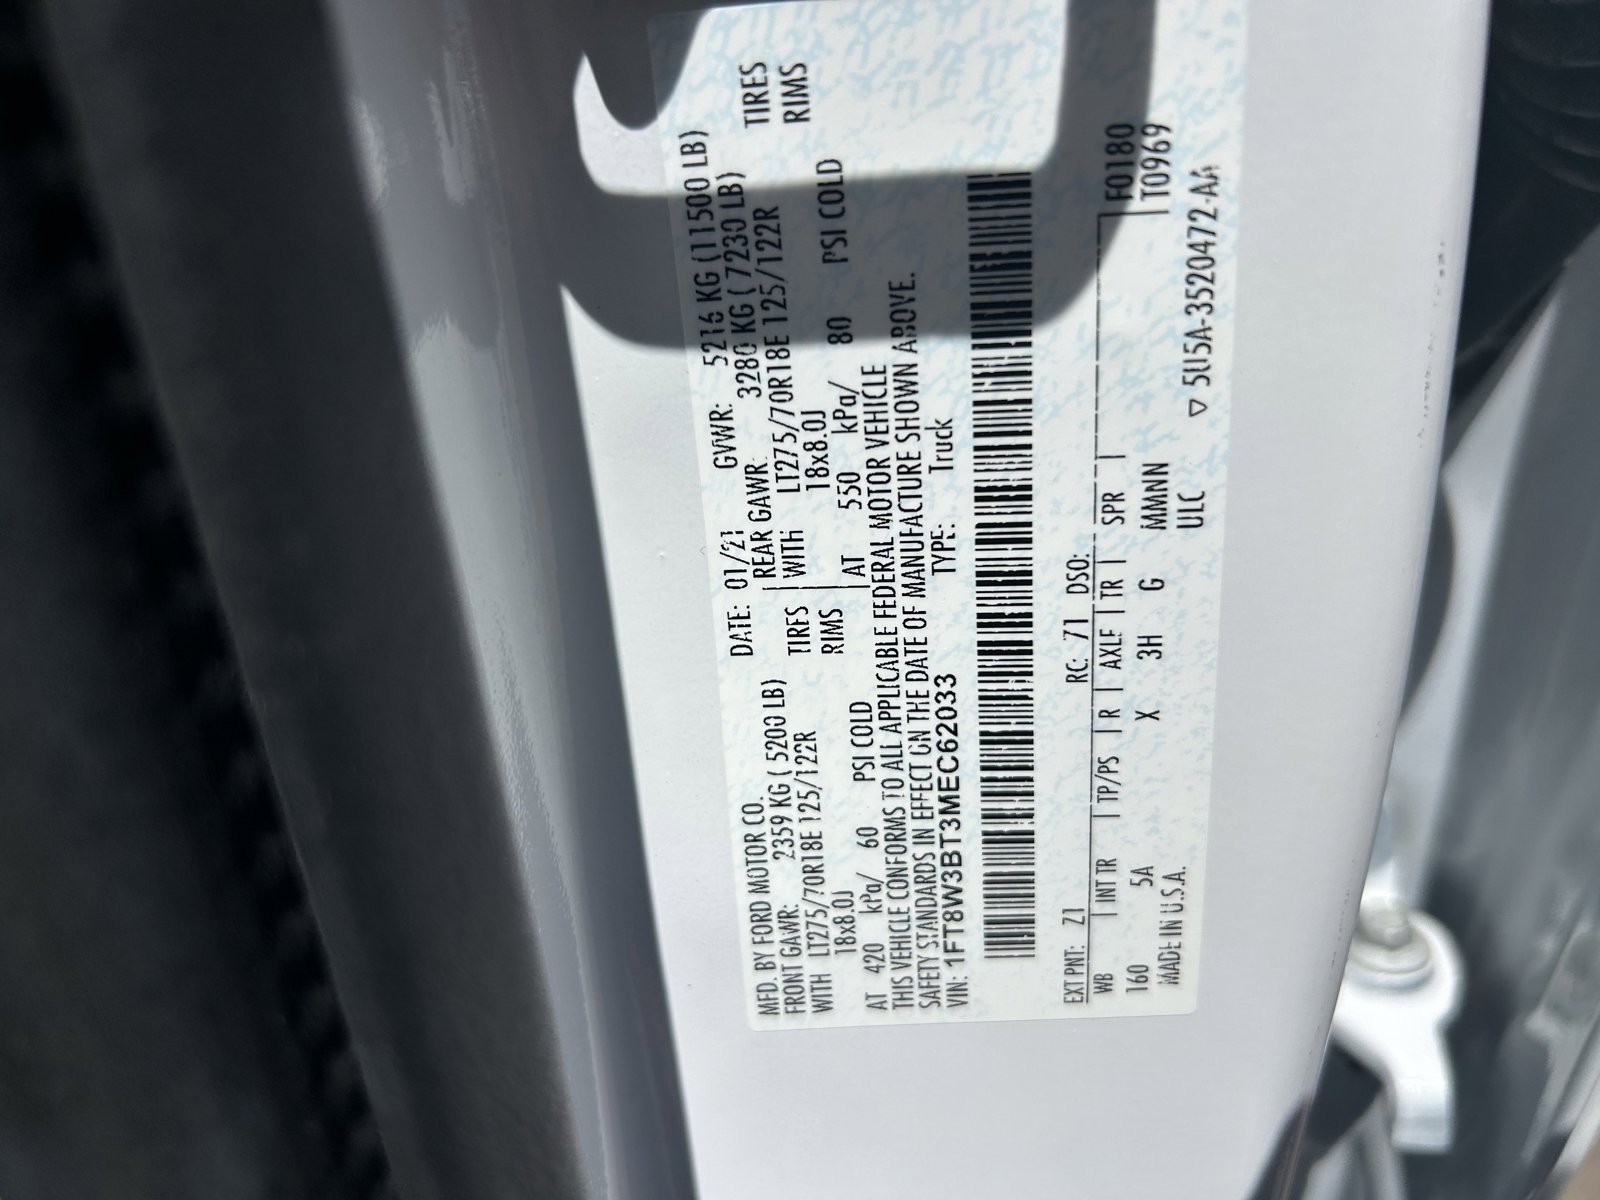 MFD. BY FORD MOTOR CO.
DATE: 01/21 GVWR: 5216 KG (11500 LB)
FRONT GAWR: 2359 KG (5200 LB) REAR GAWR: 3280 KG (7230 LB)
WITH LT275/70R18E 125/122R TIRES WITH LT275/70R18E 125/122R TIRES
18x8.0J RIMS 18x8.0J RIMS
AT 420 kPa/ 60 PSI COLD AT 550 kPa/ 80 PSI COLD
THIS VEHICLE CONFORMS TO ALL APPLICABLE FEDERAL MOTOR VEHICLE
SAFETY STANDARDS IN EFFECT ON THE DATE OF MANUFACTURE SHOWN ABOVE.
VIN: 1FT8W3BT3MEC62033 TYPE: Truck
EXT PNT: Z1 RC: 71 DSO: F0180
WB INT TR TP/PS R AXLE TR SPR T0969
160 5A X 3H G MMMNN
MADE IN U.S.A. ULC
▽ 5U5A-3520472-AA